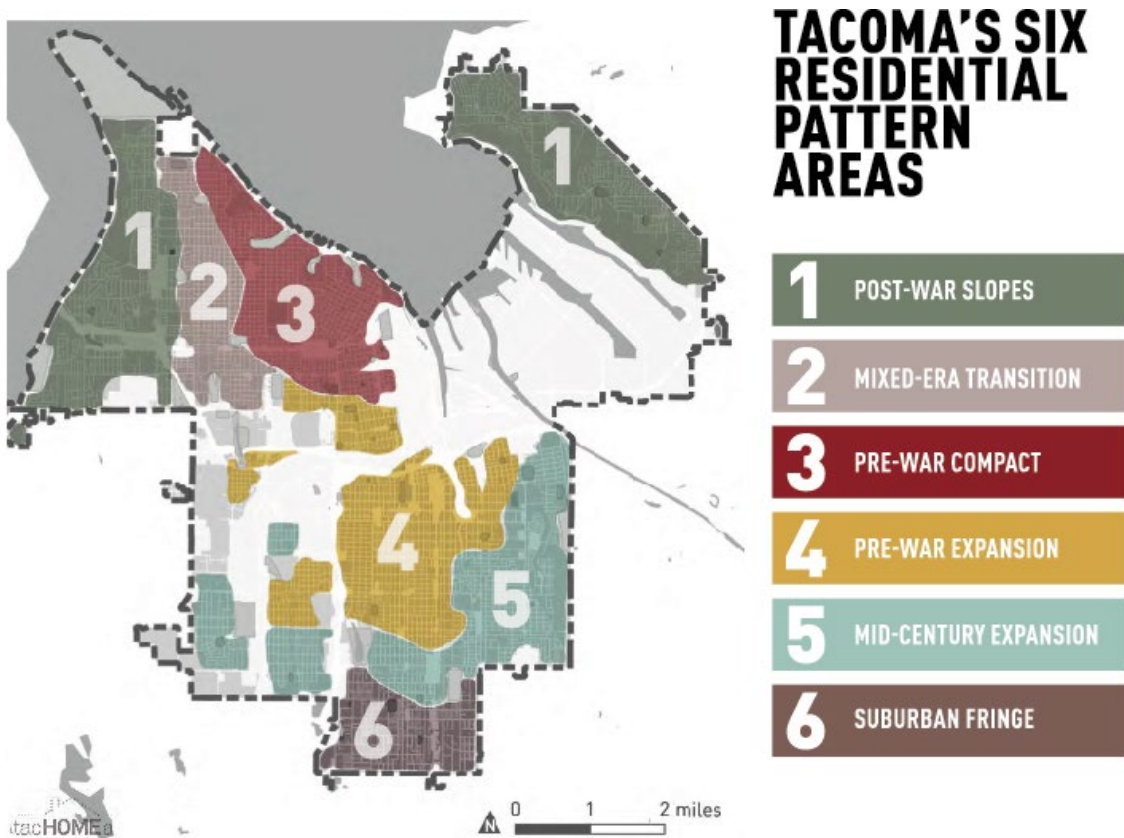 TACOMA'S SIX
RESIDENTIAL
PATTERN
AREAS
1
1
2
3
4
5
6
1 POST-WAR SLOPES
2 MIXED-ERA TRANSITION
3 PRE-WAR COMPACT
4 PRE-WAR EXPANSION
5 MID-CENTURY EXPANSION
6 SUBURBAN FRINGE
tacHOMEa
N
0 1 2 miles